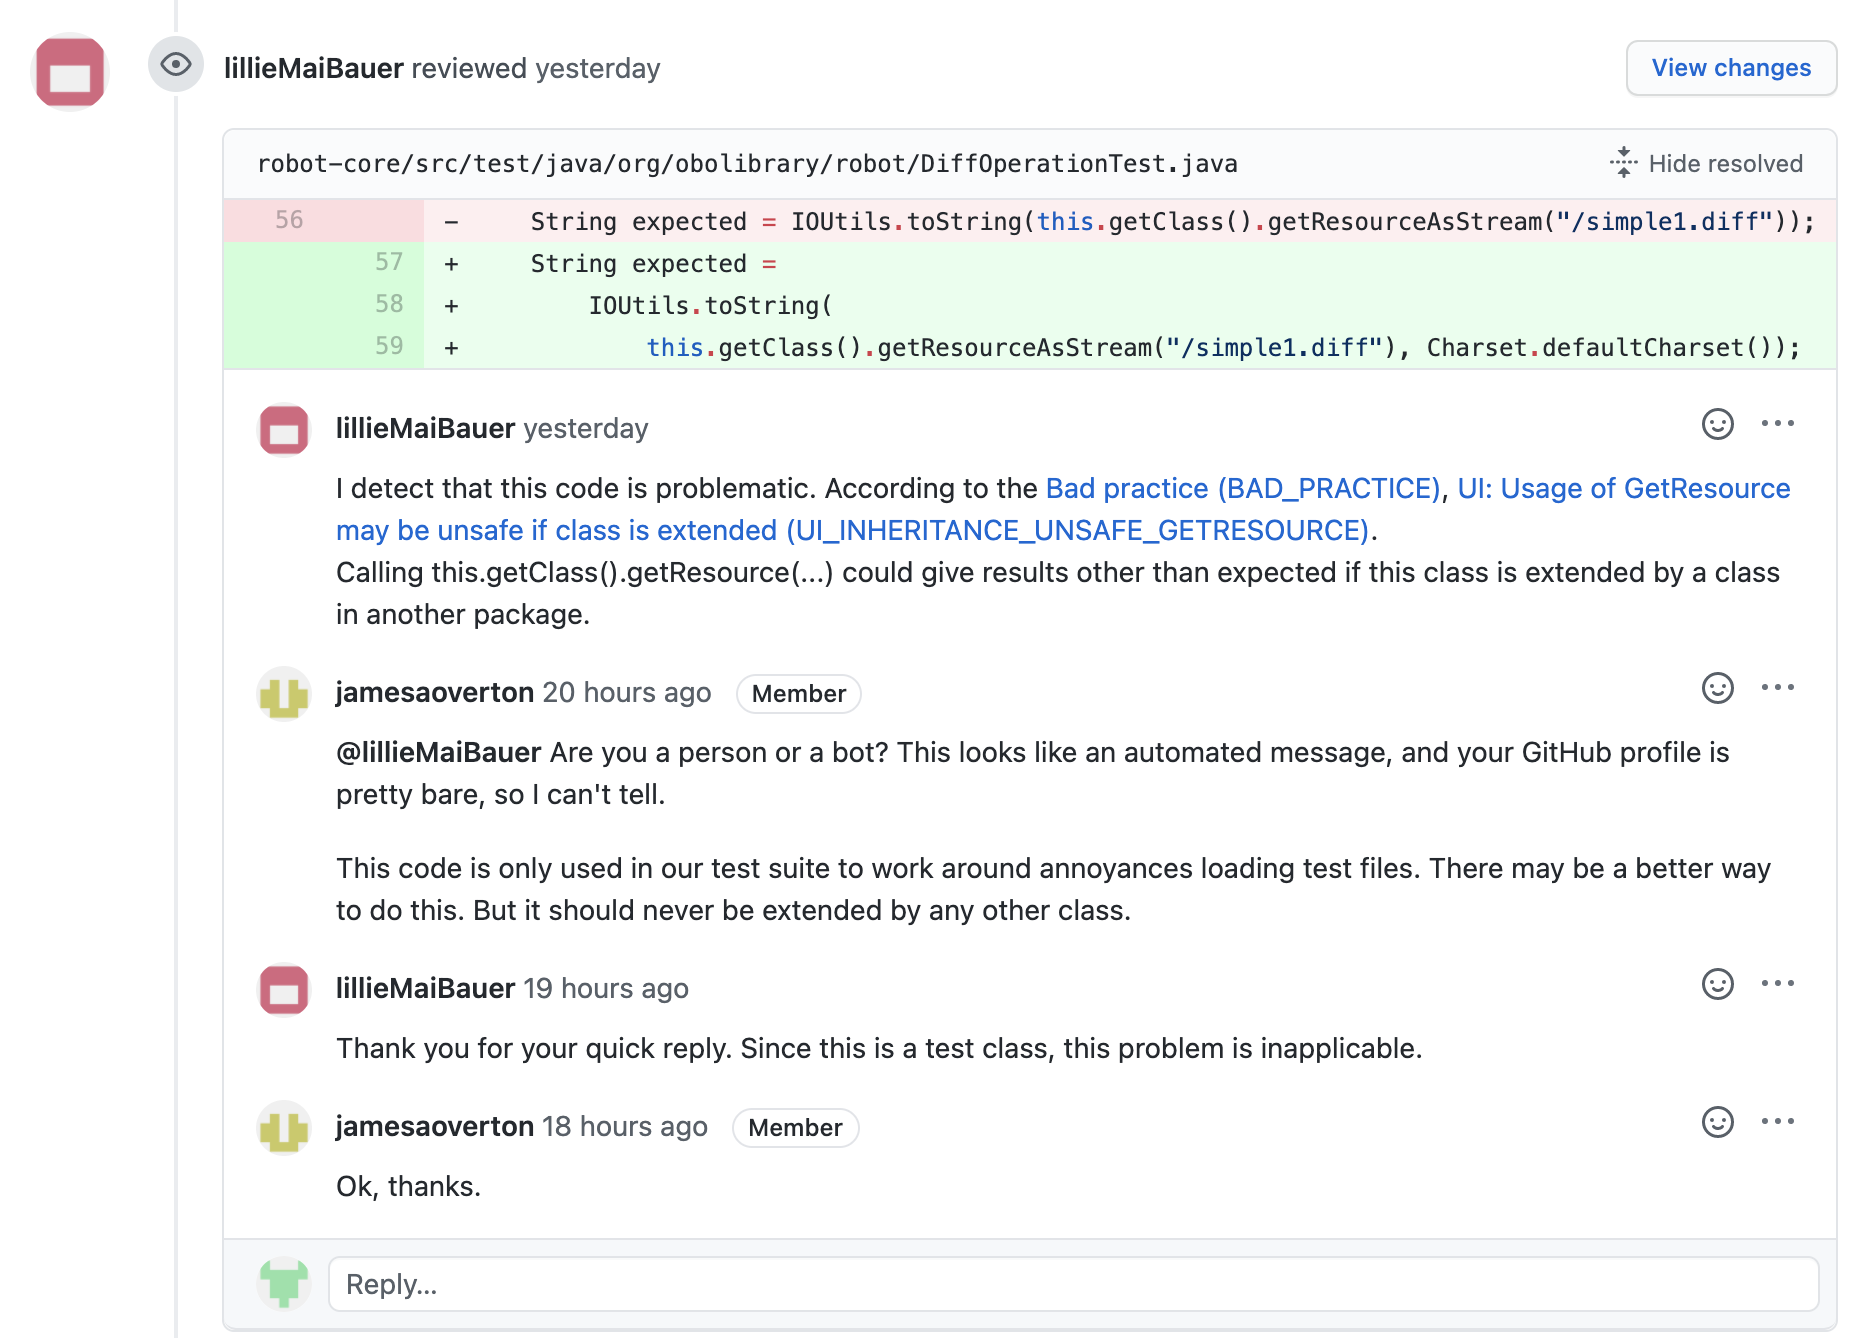 lillieMaiBauer reviewed yesterday
View changes
robot-core/src/test/java/org/obolibrary/robot/DiffOperationTest.java
Hide resolved
56 - String expected = IOUtils.toString(this.getClass().getResourceAsStream("/simple1.diff"));
57 + String expected =
58 + IOUtils.toString(
59 + this.getClass().getResourceAsStream("/simple1.diff"), Charset.defaultCharset());
lillieMaiBauer yesterday
I detect that this code is problematic. According to the Bad practice (BAD_PRACTICE), UI: Usage of GetResource
may be unsafe if class is extended (UI_INHERITANCE_UNSAFE_GETRESOURCE).
Calling this.getClass().getResource(...) could give results other than expected if this class is extended by a class
in another package.
jamesaoverton 20 hours ago Member
@lillieMaiBauer Are you a person or a bot? This looks like an automated message, and your GitHub profile is
pretty bare, so I can't tell.
This code is only used in our test suite to work around annoyances loading test files. There may be a better way
to do this. But it should never be extended by any other class.
lillieMaiBauer 19 hours ago
Thank you for your quick reply. Since this is a test class, this problem is inapplicable.
jamesaoverton 18 hours ago Member
Ok, thanks.
Reply...